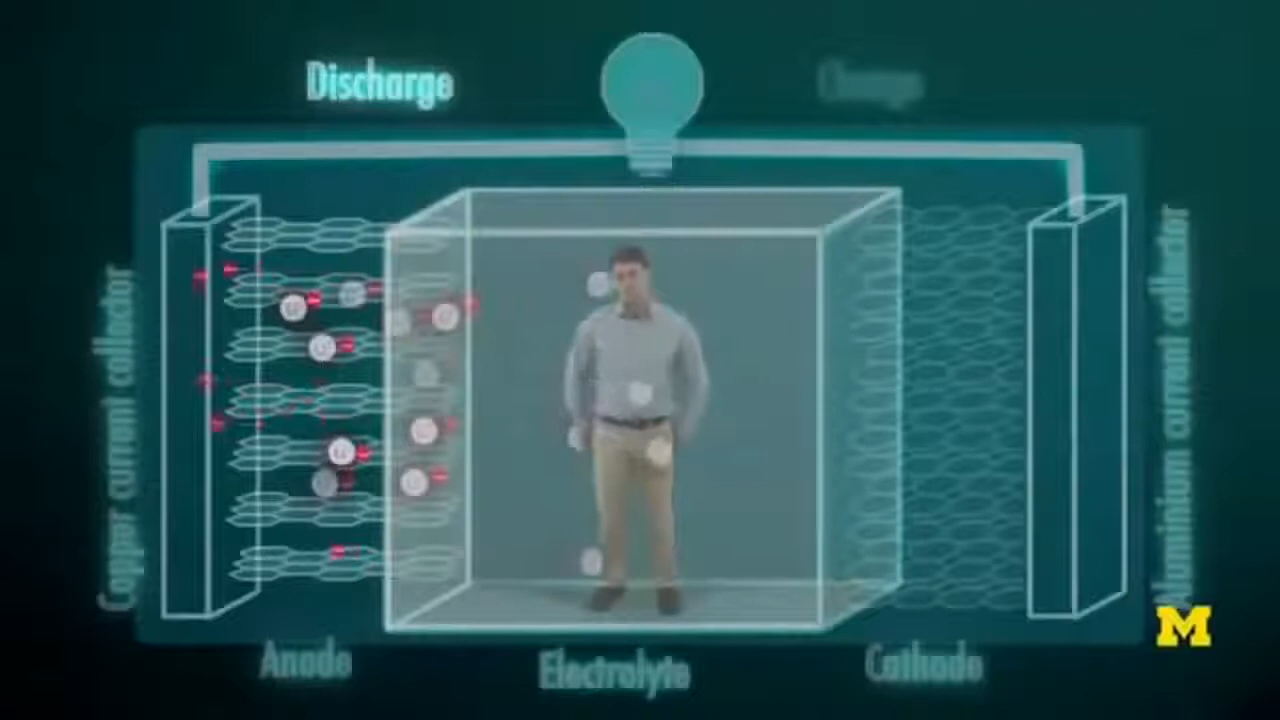 Discharge
Charge
Copper current collector
Aluminium current collector
Anode
Electrolyte
Cathode
M